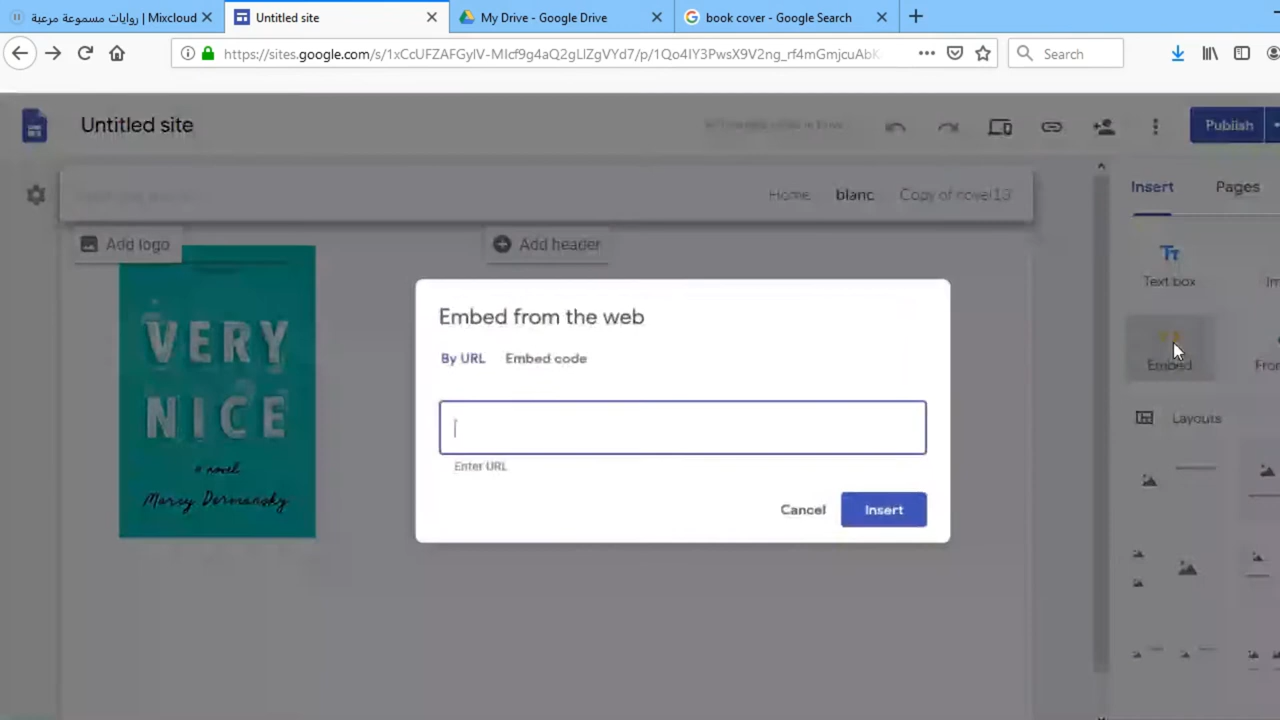 روايات مسموعة مرعبة | Mixcloud
Untitled site
My Drive - Google Drive
book cover - Google Search
https://sites.google.com/s/1xCcUFZAFGylV-MIcf9g4aQ2gLlZgVYd7/p/1Qo4IY3PwsX9V2ng_rf4mGmjcuAbK
Search
Untitled site
Publish
Home
blanc
Copy of novel13
Insert
Pages
Add logo
Add header
Text box
VERY
NICE
a novel
Marcy Dermansky
Embed from the web
By URL
Embed code
Enter URL
Cancel
Insert
Embed
Layouts